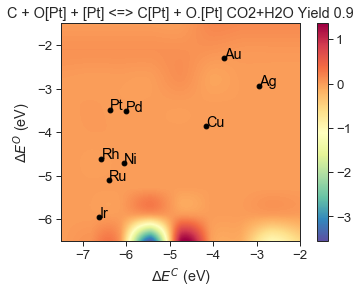 C + O[Pt] + [Pt] <=> C[Pt] + O.[Pt] CO2+H2O Yield 0.9
−2
−3
−4
−5
−6
ΔE^O (eV)
Au
Ag
Pt
Pd
Cu
Rh
Ni
Ru
Ir
1
0
−1
−2
−3
−7
−6
−5
−4
−3
−2
ΔE^C (eV)